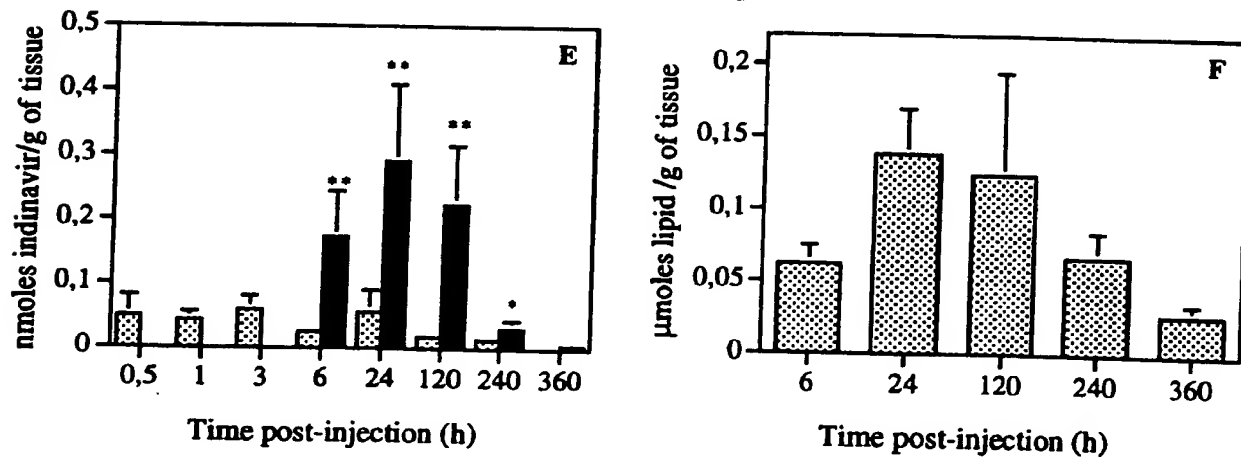 nmoles indinavir/g of tissue
0,5
0,4
0,3
0,2
0,1
0
E
**
**
**
*
0,5 1 3 6 24 120 240 360
Time post-injection (h)
µmoles lipid /g of tissue
0,2
0,15
0,1
0,05
0
F
6 24 120 240 360
Time post-injection (h)